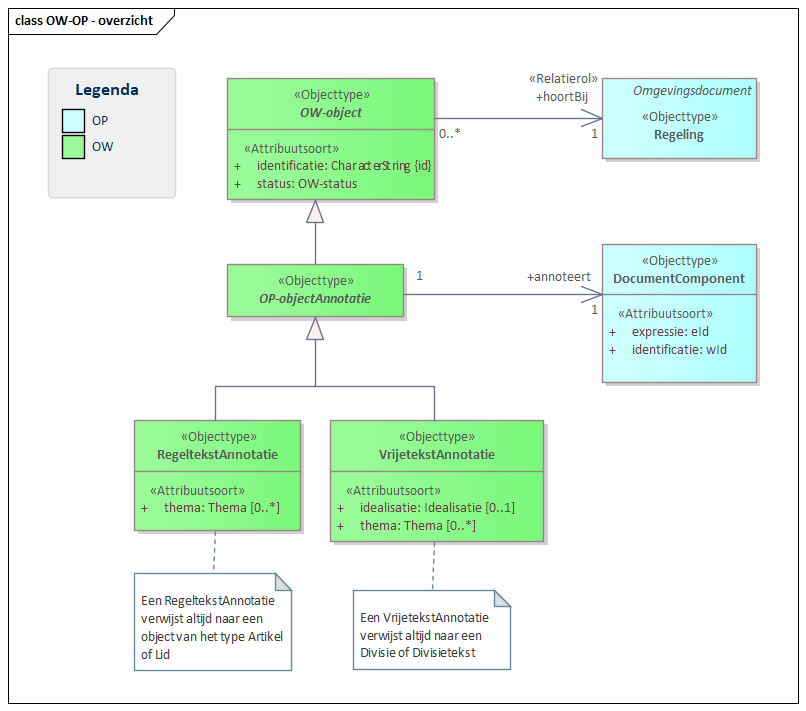 class OW-OP - overzicht
Legenda
OP
OW
«Objecttype»
OW-object
«Attribuutsoort»
+ identificatie: CharacterString {id}
+ status: OW-status
«Relatierol»
+hoortBij
0..*
1
Omgevingsdocument
«Objecttype»
Regeling
«Objecttype»
OP-objectAnnotatie
1
+annoteert
1
«Objecttype»
DocumentComponent
«Attribuutsoort»
+ expressie: eId
+ identificatie: wId
«Objecttype»
RegeltekstAnnotatie
«Attribuutsoort»
+ thema: Thema [0..*]
«Objecttype»
VrijetekstAnnotatie
«Attribuutsoort»
+ idealisatie: Idealisatie [0..1]
+ thema: Thema [0..*]
Een RegeltekstAnnotatie
verwijst altijd naar een
object van het type Artikel
of Lid
Een VrijetekstAnnotatie
verwijst altijd naar een
Divisie of Divisietekst